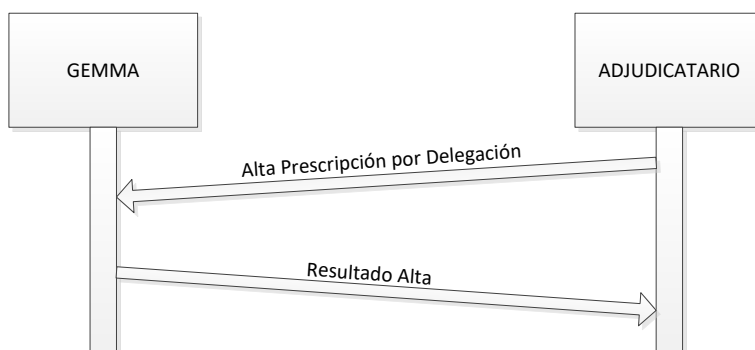 GEMMA
ADJUDICATARIO
Alta Prescripción por Delegación
Resultado Alta